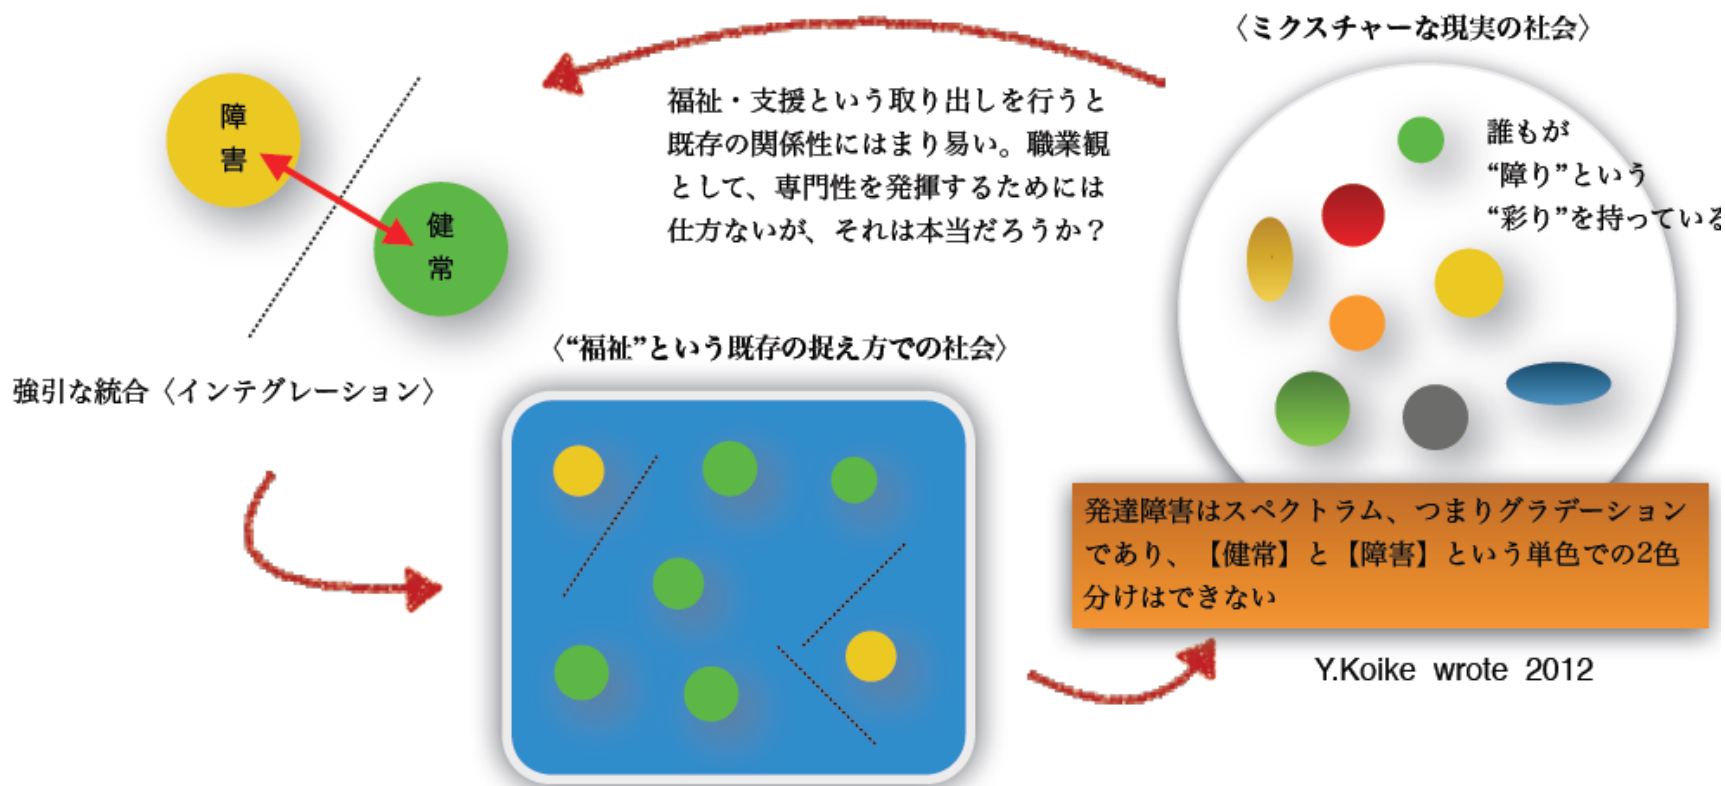 〈ミクスチャーな現実の社会〉
障害
健常
福祉・支援という取り出しを行うと
既存の関係性にはまり易い。職業観
として、専門性を発揮するためには
仕方ないが、それは本当だろうか？
誰もが
“障り”という
“彩り”を持っている
強引な統合〈インテグレーション〉
〈“福祉”という既存の捉え方での社会〉
発達障害はスペクトラム、つまりグラデーション
であり、【健常】と【障害】という単色での2色
分けはできない
Y.Koike wrote 2012